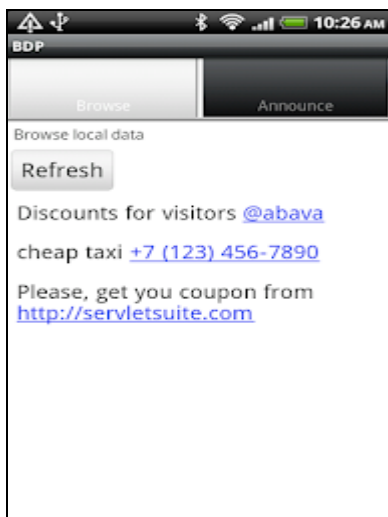 10:26 AM
BDP
Browse
Announce
Browse local data
Refresh
Discounts for visitors @abava
cheap taxi +7 (123) 456-7890
Please, get you coupon from
http://servletsuite.com